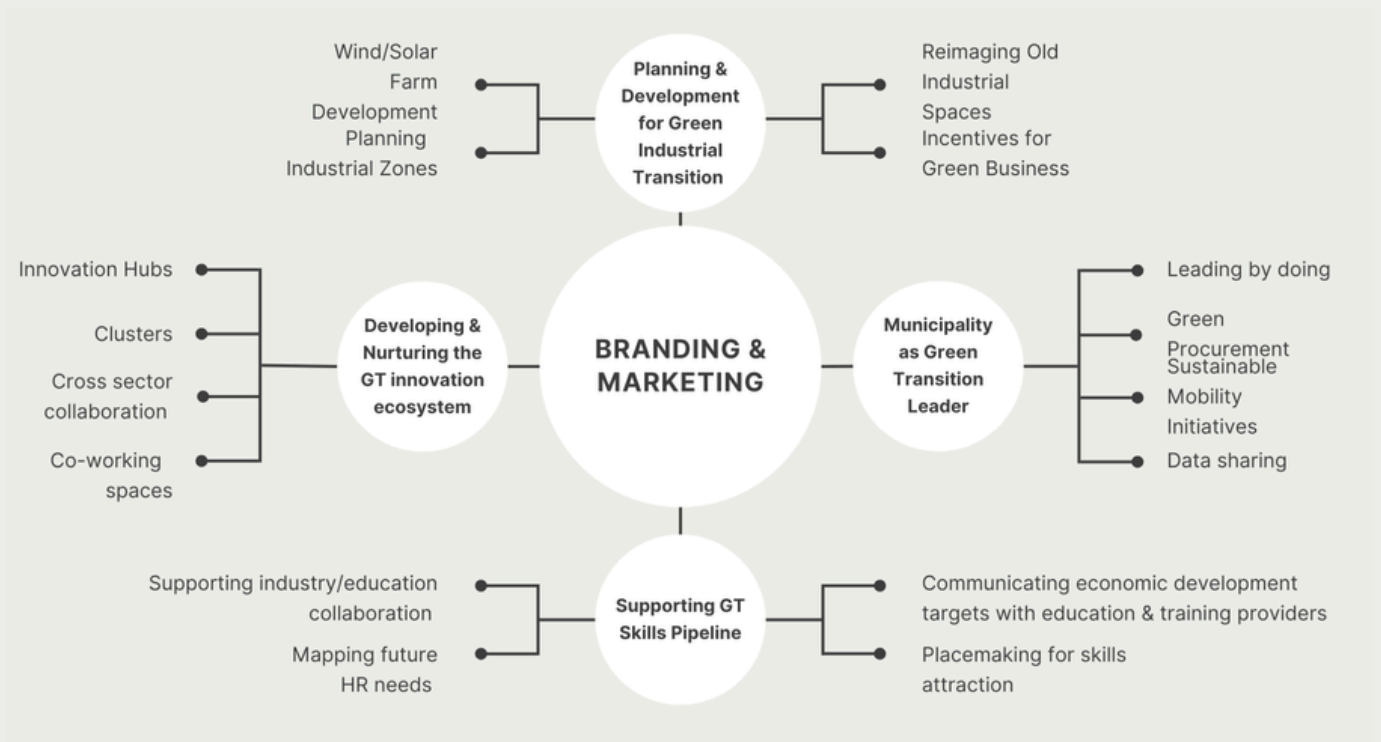 Wind/Solar
Farm
Development
Planning
Industrial Zones
Planning &
Development
for Green
Industrial
Transition
Reimaging Old
Industrial
Spaces
Incentives for
Green Business
Innovation Hubs
Clusters
Cross sector
collaboration
Co-working
spaces
Developing &
Nurturing the
GT innovation
ecosystem
BRANDING &
MARKETING
Municipality
as Green
Transition
Leader
Leading by doing
Green
Procurement
Sustainable
Mobility
Initiatives
Data sharing
Supporting industry/education
collaboration
Mapping future
HR needs
Supporting GT
Skills Pipeline
Communicating economic development
targets with education & training providers
Placemaking for skills
attraction